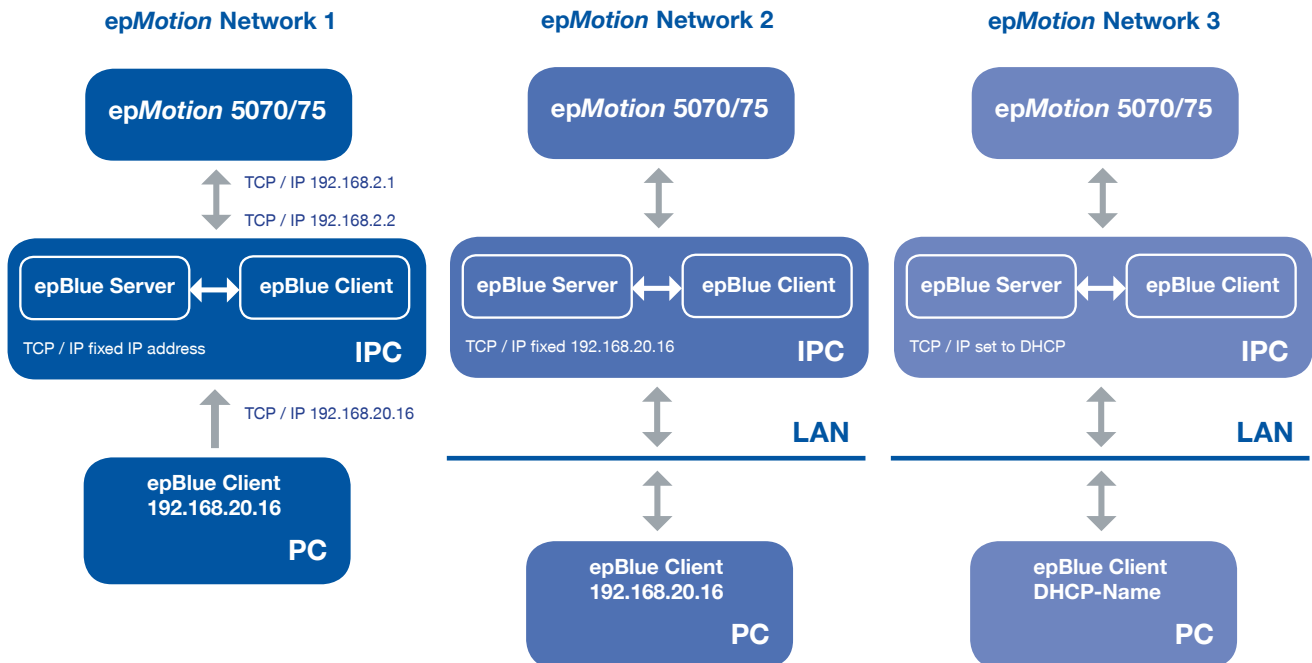 epMotion Network 1
epMotion 5070/75
TCP / IP 192.168.2.1
TCP / IP 192.168.2.2
epBlue Server
epBlue Client
TCP / IP fixed IP address
IPC
TCP / IP 192.168.20.16
epBlue Client
192.168.20.16
PC
epMotion Network 2
epMotion 5070/75
epBlue Server
epBlue Client
TCP / IP fixed 192.168.20.16
IPC
LAN
epBlue Client
192.168.20.16
PC
epMotion Network 3
epMotion 5070/75
epBlue Server
epBlue Client
TCP / IP set to DHCP
IPC
LAN
epBlue Client
DHCP-Name
PC